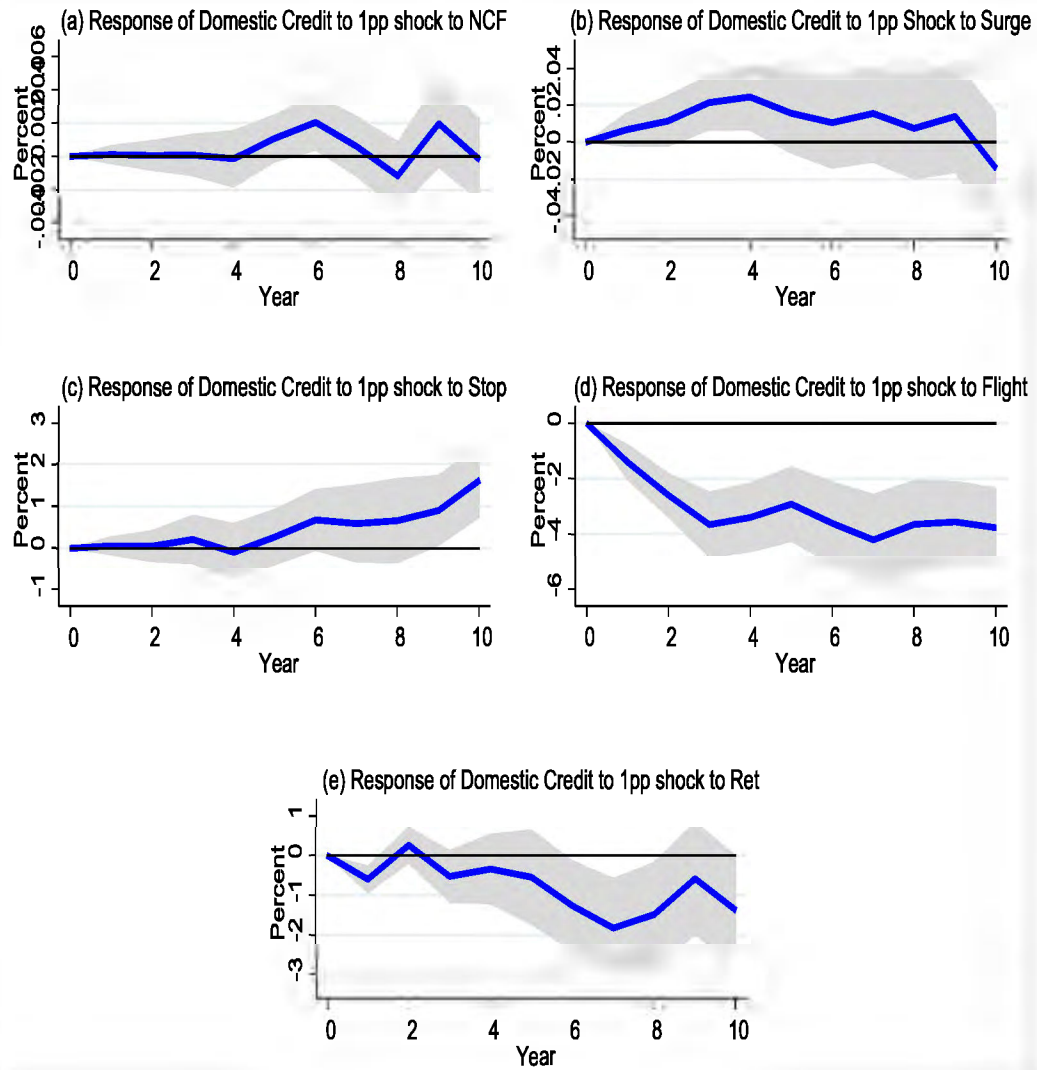 (a) Response of Domestic Credit to 1pp shock to NCF
Percent
0 2 4 6 8 10
Year
(b) Response of Domestic Credit to 1pp Shock to Surge
Percent
-.04-.02 0 .02 .04
0 2 4 6 8 10
Year
(c) Response of Domestic Credit to 1pp shock to Stop
Percent
-1 0 1 2 3
0 2 4 6 8 10
Year
(d) Response of Domestic Credit to 1pp shock to Flight
Percent
-6 -4 -2 0
0 2 4 6 8 10
Year
(e) Response of Domestic Credit to 1pp shock to Ret
Percent
-3 -2 -1 0 1
0 2 4 6 8 10
Year